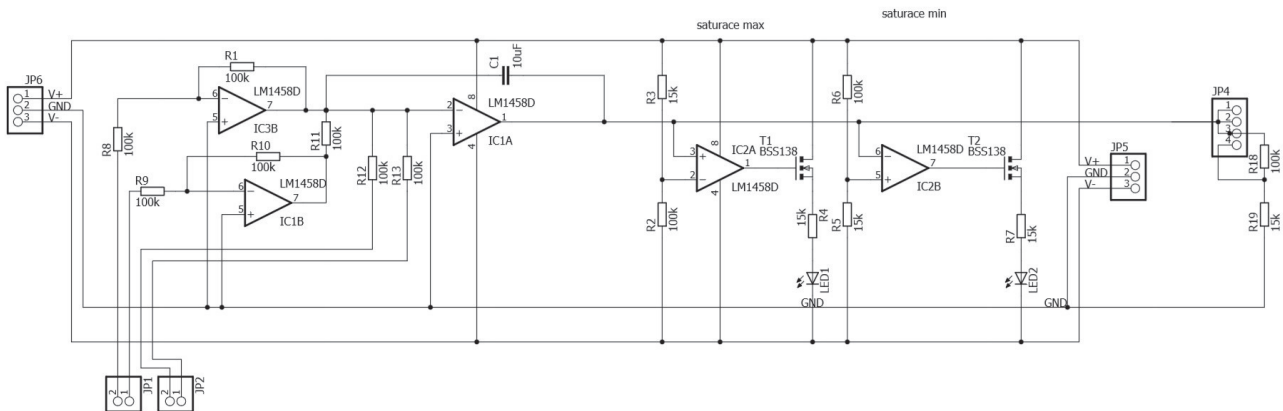 saturace max
saturace min
JP6
1
2
3
V+
GND
V-
R1
100k
6
5
7
LM1458D
IC3B
R8
100k
R9
100k
R10
100k
6
5
7
LM1458D
IC1B
R11
100k
R12
100k
R13
100k
C1
10uF
2
3
8
4
1
LM1458D
IC1A
R3
15k
R2
100k
3
2
8
4
1
IC2A
LM1458D
T1
BSS138
15k
R4
LED1
GND
R6
100k
R5
15k
6
5
7
LM1458D
IC2B
T2
BSS138
R7
15k
LED2
GND
V+
GND
V-
JP5
1
2
3
JP4
1
2
3
4
R18
100k
R19
15k
2
1
JP1
2
1
JP2